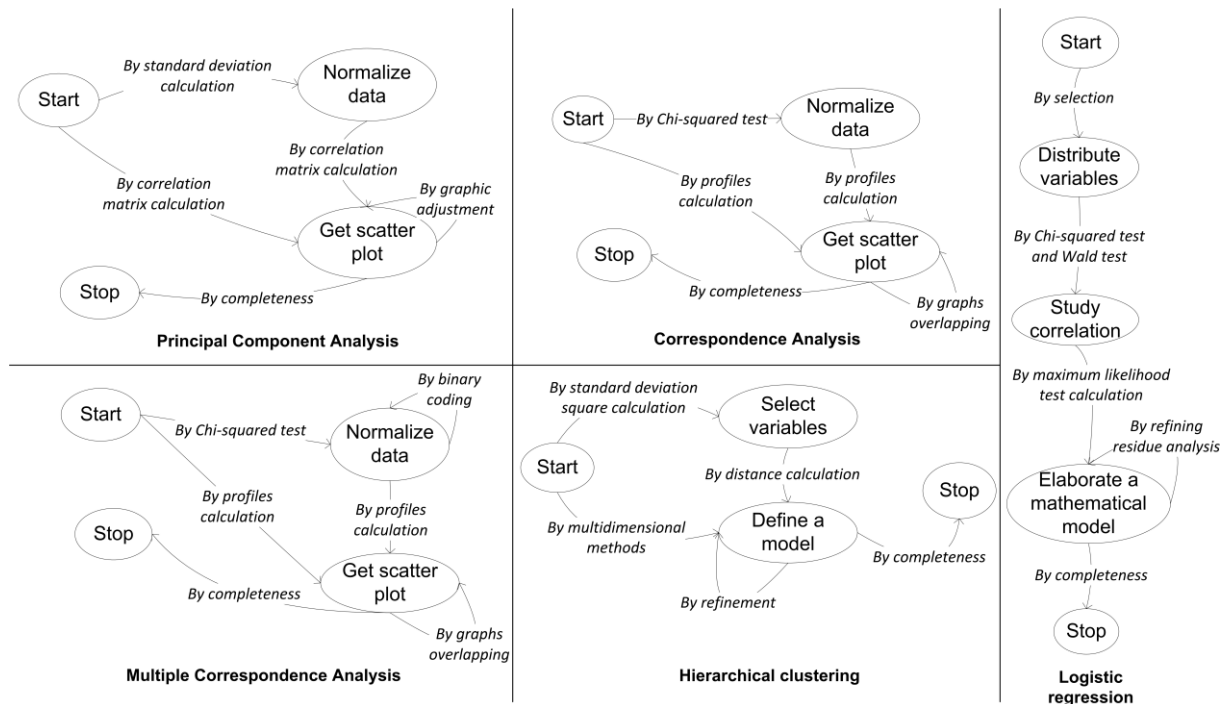 Start
By standard deviation
calculation
Normalize
data
By correlation
matrix calculation
By correlation
matrix calculation
By graphic
adjustment
Get scatter
plot
Stop
By completeness
Principal Component Analysis
Start
By Chi-squared test
Normalize
data
By profiles
calculation
By profiles
calculation
Get scatter
plot
Stop
By completeness
By graphs
overlapping
Correspondence Analysis
Start
By Chi-squared test
Normalize
data
By binary
coding
By profiles
calculation
By profiles
calculation
Stop
Get scatter
plot
By completeness
By graphs
overlapping
Multiple Correspondence Analysis
By standard deviation
square calculation
Select
variables
Start
By distance calculation
Stop
By multidimensional
methods
Define a
model
By completeness
By refinement
Hierarchical clustering
Start
By selection
Distribute
variables
By Chi-squared test
and Wald test
Study
correlation
By maximum likelihood
test calculation
By refining
residue analysis
Elaborate a
mathematical
model
By completeness
Stop
Logistic
regression